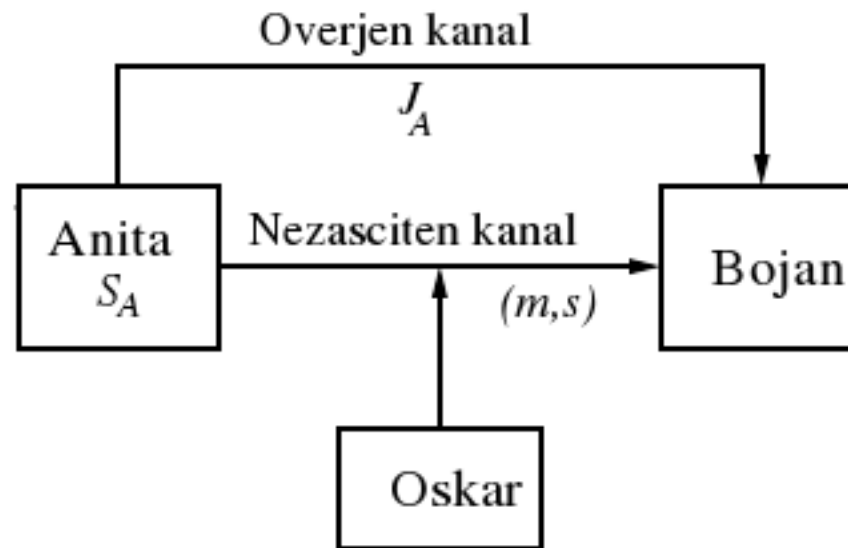 Overjen kanal
J_A
Anita
S_A
Nezasciten kanal
(m,s)
Bojan
Oskar